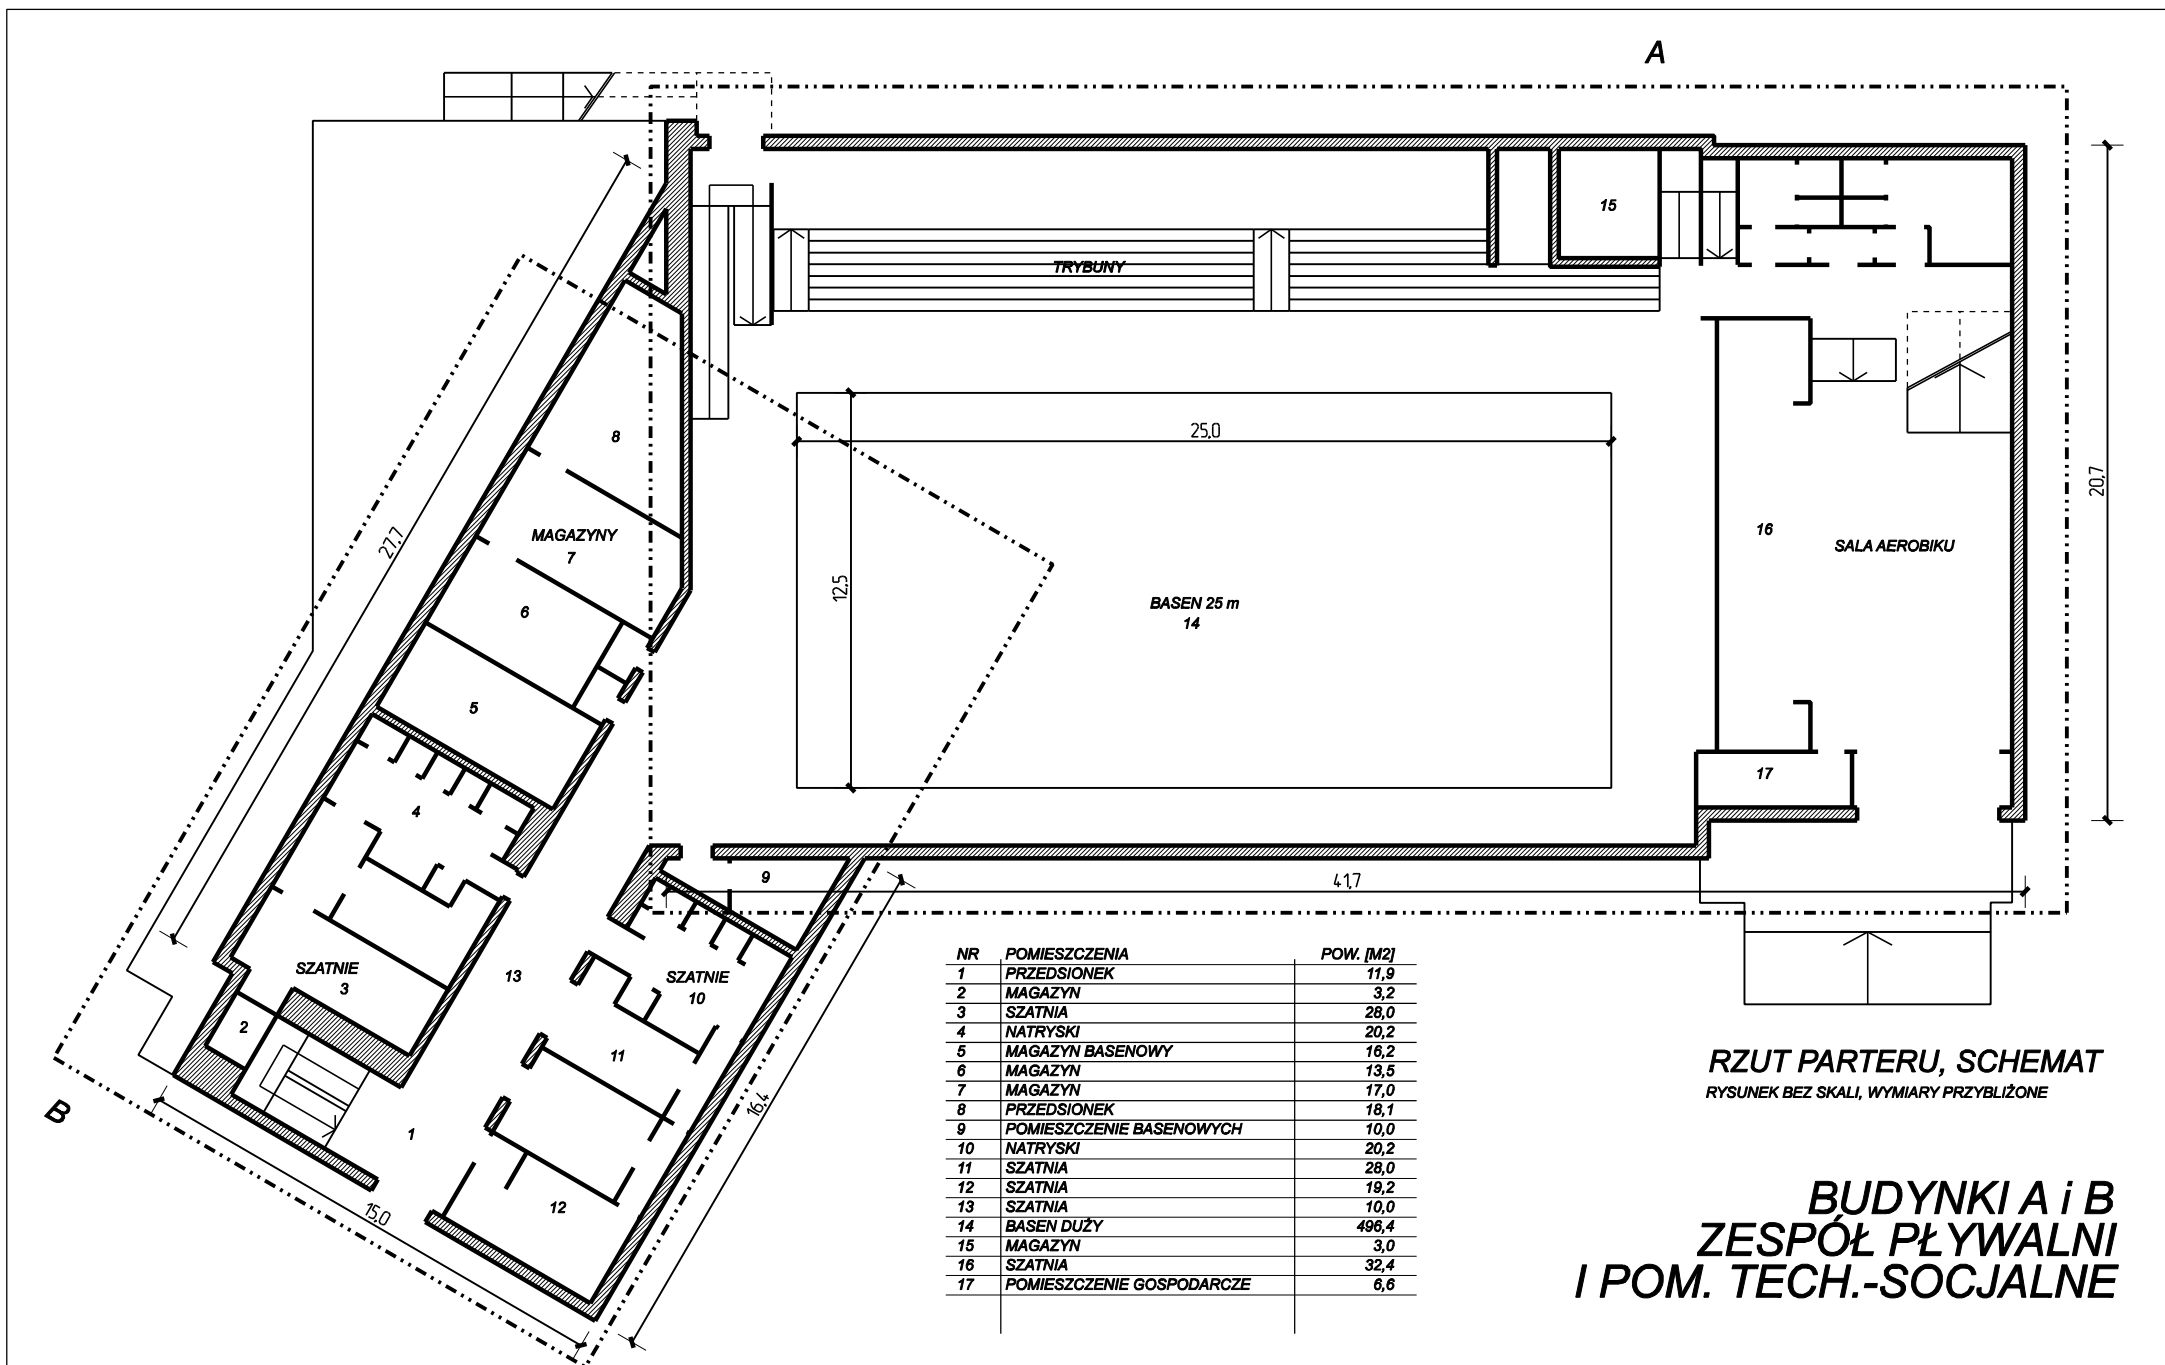 A
15
TRYBUNY
8
25,0
27,7
20,7
MAGAZYNY
7
16
SALA AEROBIKU
12,5
6
BASEN 25 m
14
5
17
4
9
41,7
SZATNIE
3
13
SZATNIE
10
2
11
1
12
B
15,0
16,4
NR POMIESZCZENIA POW. [M2]
1 PRZEDSIONEK 11,9
2 MAGAZYN 3,2
3 SZATNIA 28,0
4 NATRYSKI 20,2
5 MAGAZYN BASENOWY 16,2
6 MAGAZYN 13,5
7 MAGAZYN 17,0
8 PRZEDSIONEK 18,1
9 POMIESZCZENIE BASENOWYCH 10,0
10 NATRYSKI 20,2
11 SZATNIA 28,0
12 SZATNIA 19,2
13 SZATNIA 10,0
14 BASEN DUŻY 496,4
15 MAGAZYN 3,0
16 SZATNIA 32,4
17 POMIESZCZENIE GOSPODARCZE 6,6
RZUT PARTERU, SCHEMAT
RYSUNEK BEZ SKALI, WYMIARY PRZYBLIŻONE
BUDYNKI A i B
ZESPÓŁ PŁYWALNI
I POM. TECH.-SOCJALNE